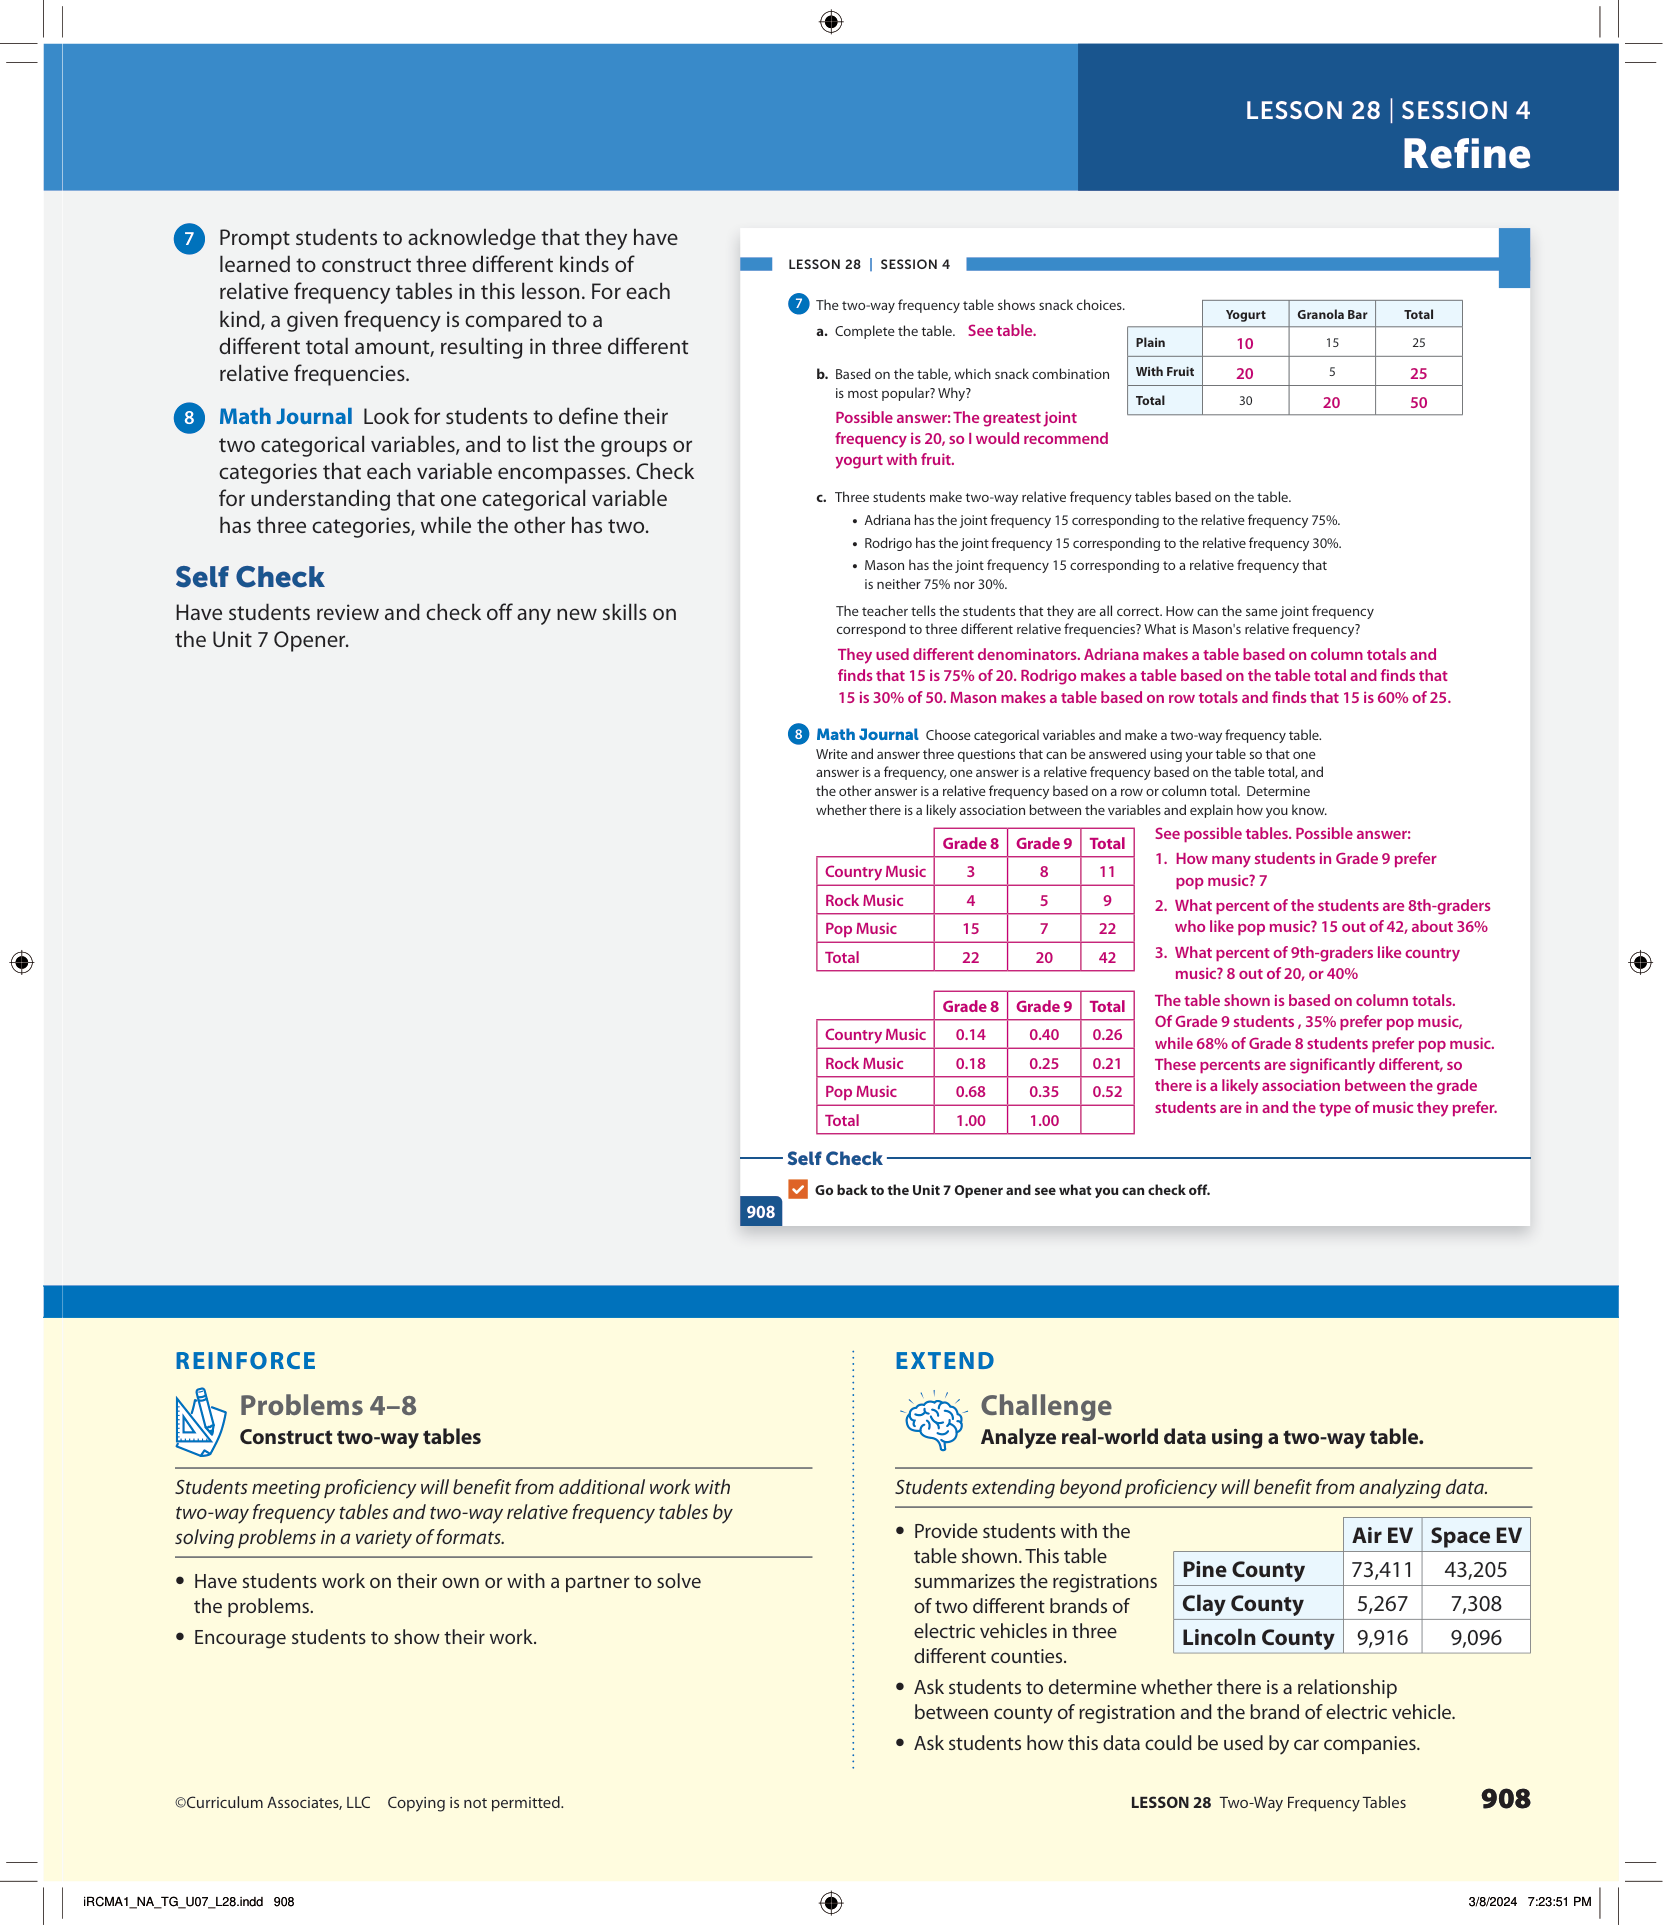 LESSON 28 | SESSION 4
Refine
7 Prompt students to acknowledge that they have
learned to construct three different kinds of
relative frequency tables in this lesson. For each
kind, a given frequency is compared to a
different total amount, resulting in three different
relative frequencies.
8 Math Journal Look for students to define their
two categorical variables, and to list the groups or
categories that each variable encompasses. Check
for understanding that one categorical variable
has three categories, while the other has two.
Self Check
Have students review and check off any new skills on
the Unit 7 Opener.
LESSON 28 | SESSION 4
7 The two-way frequency table shows snack choices.
a. Complete the table. See table.
b. Based on the table, which snack combination
is most popular? Why?
Possible answer: The greatest joint
frequency is 20, so I would recommend
yogurt with fruit.
Yogurt Granola Bar Total
Plain 10 15 25
With Fruit 20 5 25
Total 30 20 50
c. Three students make two-way relative frequency tables based on the table.
• Adriana has the joint frequency 15 corresponding to the relative frequency 75%.
• Rodrigo has the joint frequency 15 corresponding to the relative frequency 30%.
• Mason has the joint frequency 15 corresponding to a relative frequency that
is neither 75% nor 30%.
The teacher tells the students that they are all correct. How can the same joint frequency
correspond to three different relative frequencies? What is Mason's relative frequency?
They used different denominators. Adriana makes a table based on column totals and
finds that 15 is 75% of 20. Rodrigo makes a table based on the table total and finds that
15 is 30% of 50. Mason makes a table based on row totals and finds that 15 is 60% of 25.
8 Math Journal Choose categorical variables and make a two-way frequency table.
Write and answer three questions that can be answered using your table so that one
answer is a frequency, one answer is a relative frequency based on the table total, and
the other answer is a relative frequency based on a row or column total. Determine
whether there is a likely association between the variables and explain how you know.
Grade 8 Grade 9 Total
Country Music 3 8 11
Rock Music 4 5 9
Pop Music 15 7 22
Total 22 20 42
Grade 8 Grade 9 Total
Country Music 0.14 0.40 0.26
Rock Music 0.18 0.25 0.21
Pop Music 0.68 0.35 0.52
Total 1.00 1.00
See possible tables. Possible answer:
1. How many students in Grade 9 prefer
pop music? 7
2. What percent of the students are 8th-graders
who like pop music? 15 out of 42, about 36%
3. What percent of 9th-graders like country
music? 8 out of 20, or 40%
The table shown is based on column totals.
Of Grade 9 students , 35% prefer pop music,
while 68% of Grade 8 students prefer pop music.
These percents are significantly different, so
there is a likely association between the grade
students are in and the type of music they prefer.
Self Check
Go back to the Unit 7 Opener and see what you can check off.
908
REINFORCE
Problems 4–8
Construct two-way tables
Students meeting proficiency will benefit from additional work with
two-way frequency tables and two-way relative frequency tables by
solving problems in a variety of formats.
• Have students work on their own or with a partner to solve
the problems.
• Encourage students to show their work.
EXTEND
Challenge
Analyze real-world data using a two-way table.
Students extending beyond proficiency will benefit from analyzing data.
• Provide students with the
table shown. This table
summarizes the registrations
of two different brands of
electric vehicles in three
different counties.
Air EV Space EV
Pine County 73,411 43,205
Clay County 5,267 7,308
Lincoln County 9,916 9,096
• Ask students to determine whether there is a relationship
between county of registration and the brand of electric vehicle.
• Ask students how this data could be used by car companies.
©Curriculum Associates, LLC Copying is not permitted.
LESSON 28 Two-Way Frequency Tables 908
iRCMA1_NA_TG_U07_L28.indd 908
3/8/2024 7:23:51 PM